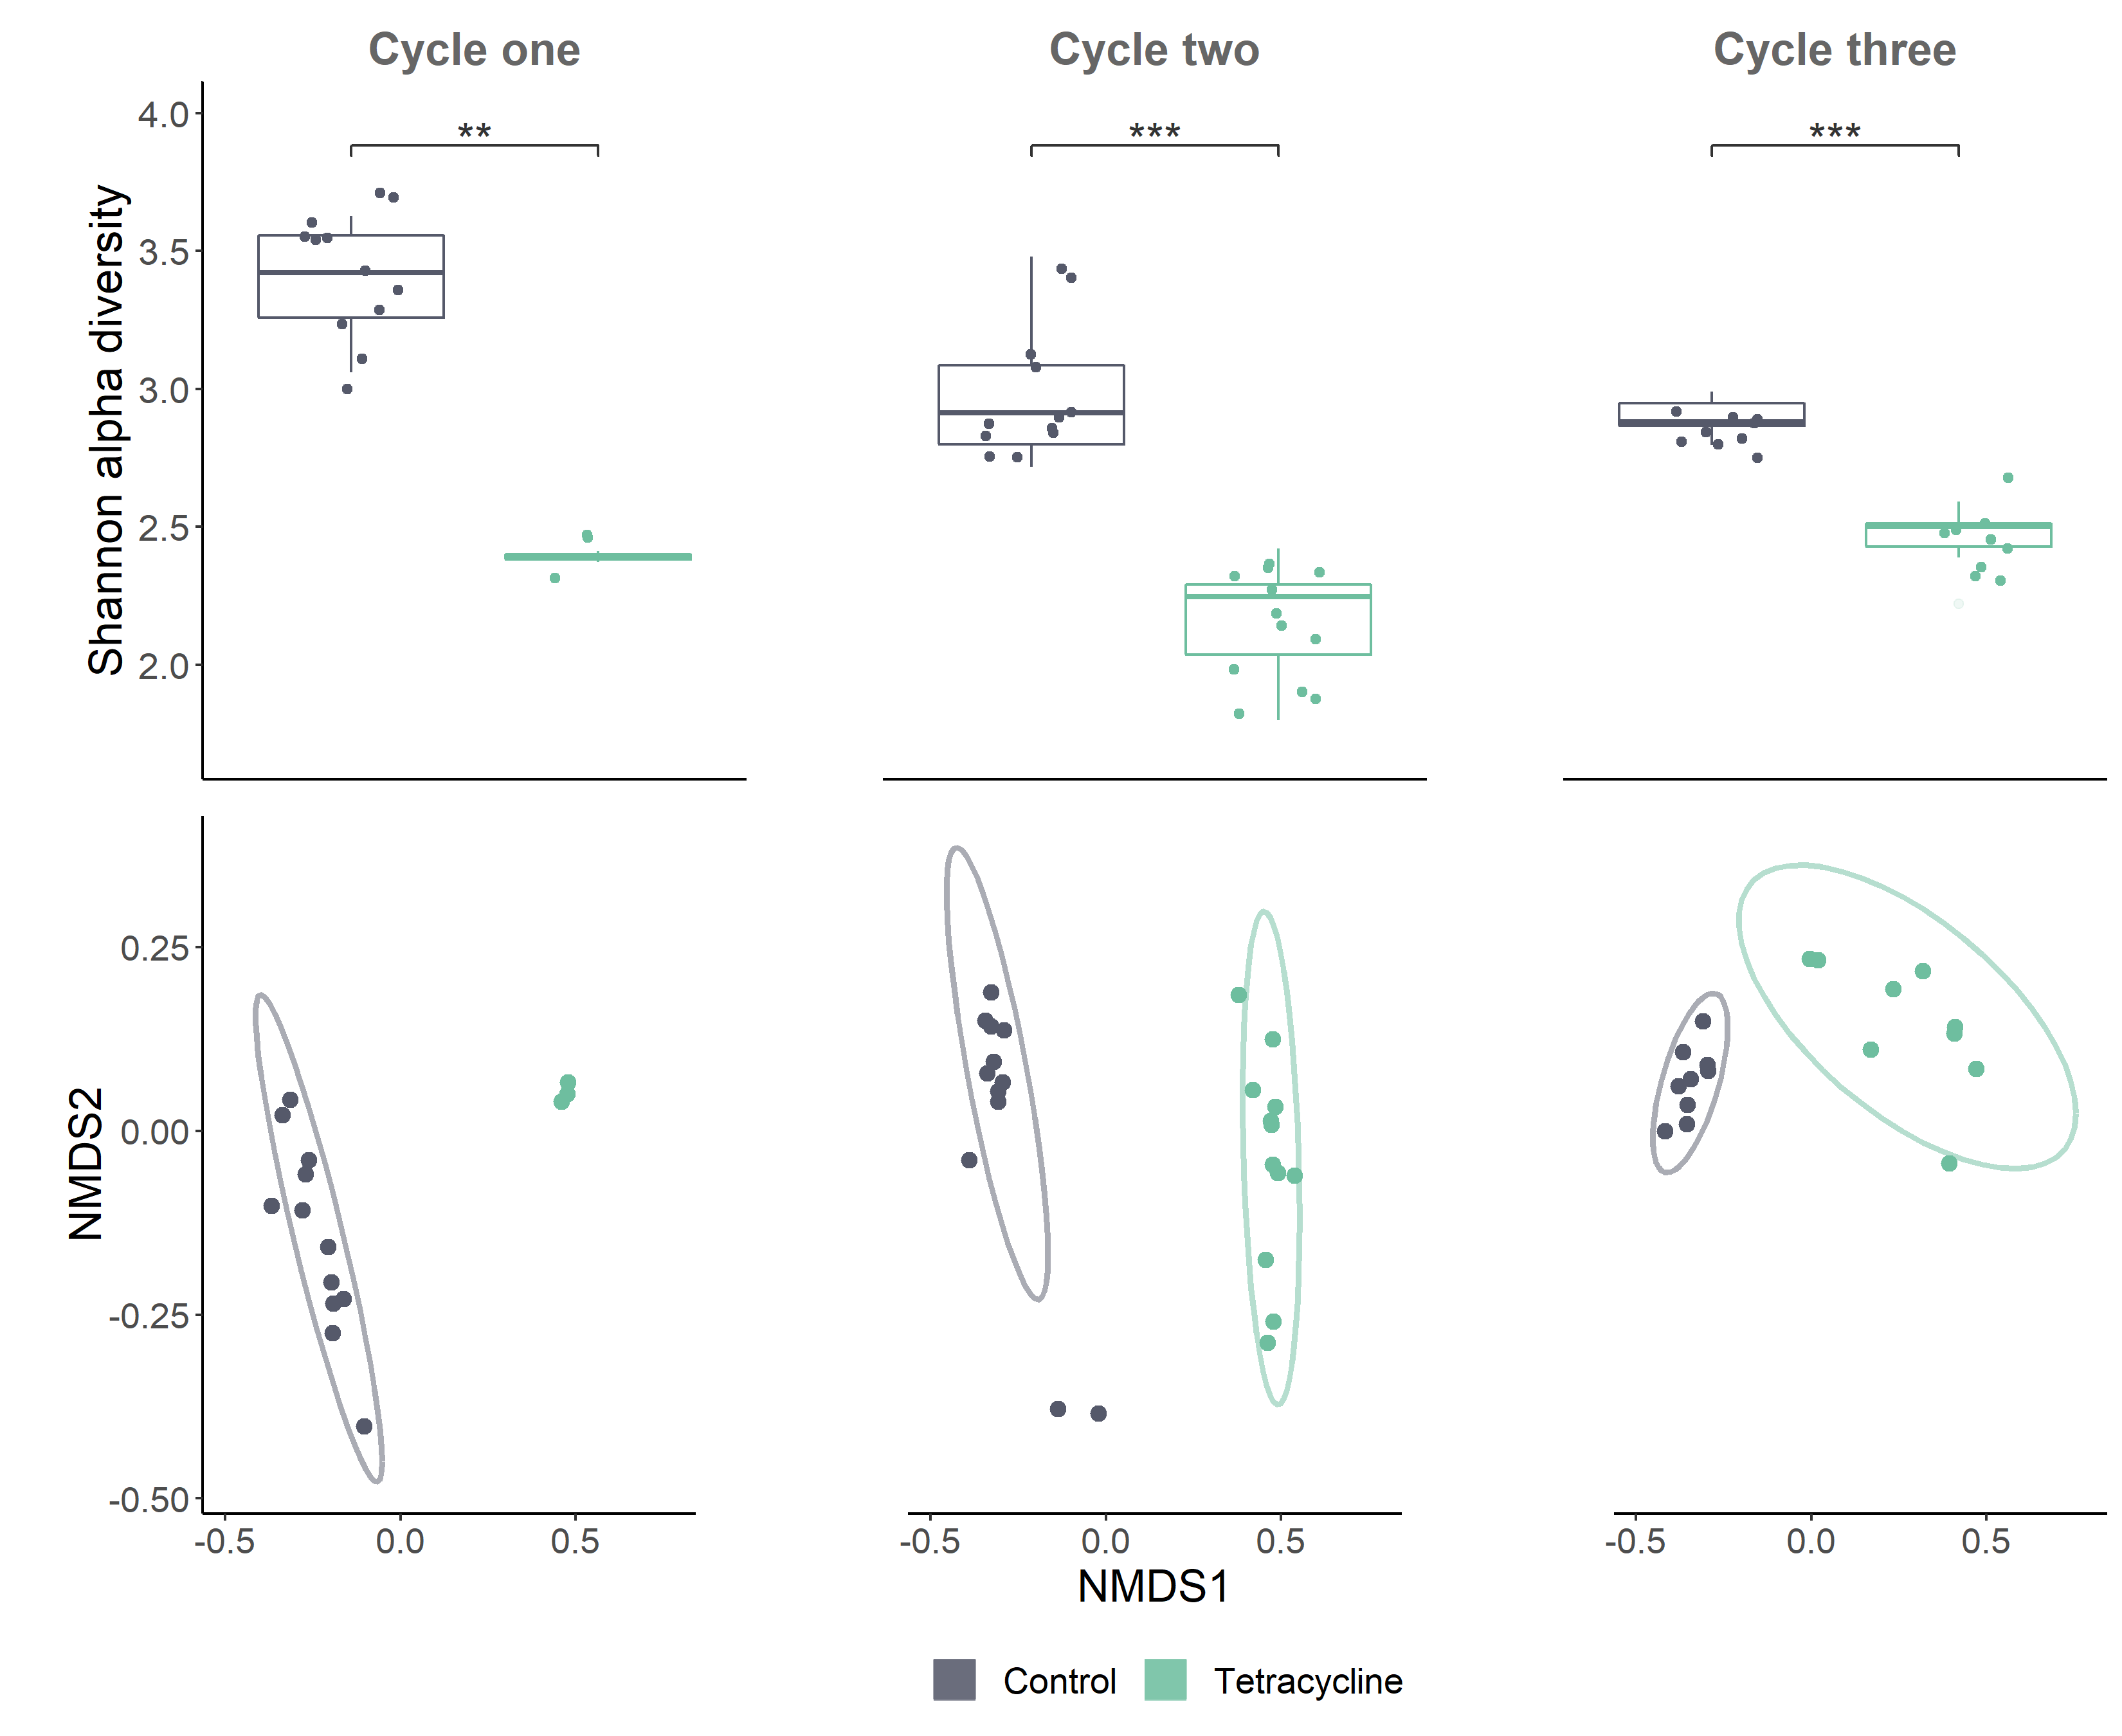 Cycle one Cycle two Cycle three
Shannon alpha diversity
4.0
3.5
3.0
2.5
2.0
** *** ***
NMDS2
0.25
0.00
-0.25
-0.50
-0.5 0.0 0.5 -0.5 0.0 0.5 -0.5 0.0 0.5
NMDS1
Control Tetracycline